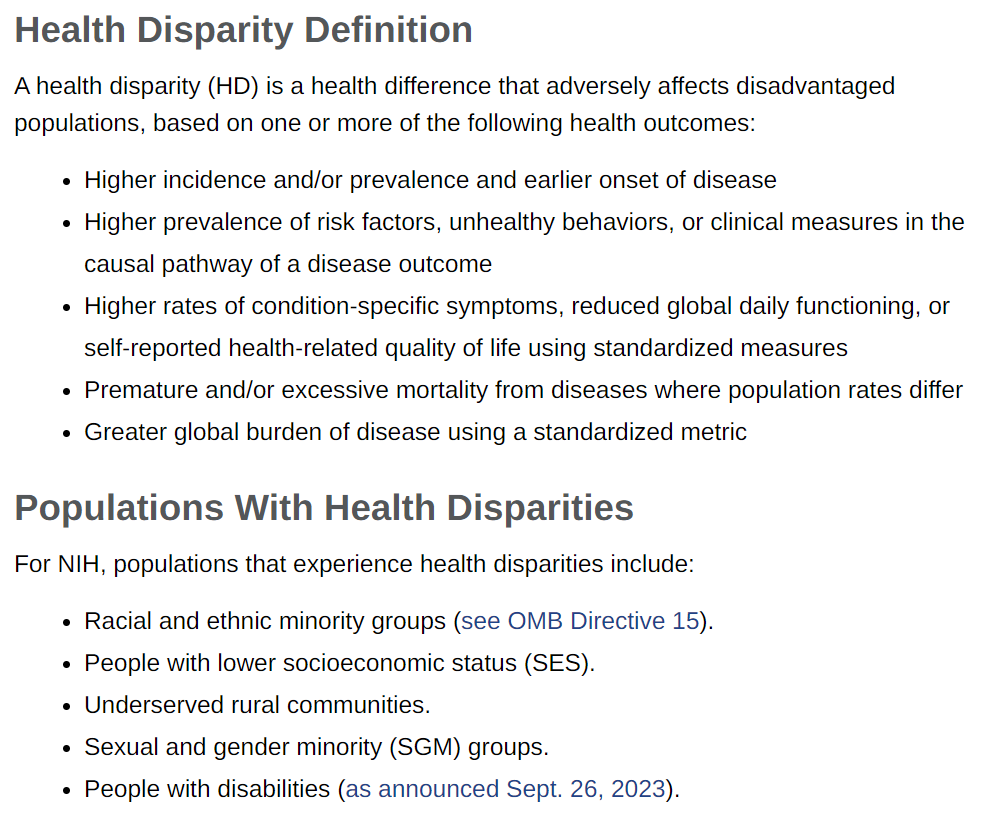 Health Disparity Definition
A health disparity (HD) is a health difference that adversely affects disadvantaged
populations, based on one or more of the following health outcomes:
• Higher incidence and/or prevalence and earlier onset of disease
• Higher prevalence of risk factors, unhealthy behaviors, or clinical measures in the
causal pathway of a disease outcome
• Higher rates of condition-specific symptoms, reduced global daily functioning, or
self-reported health-related quality of life using standardized measures
• Premature and/or excessive mortality from diseases where population rates differ
• Greater global burden of disease using a standardized metric
Populations With Health Disparities
For NIH, populations that experience health disparities include:
• Racial and ethnic minority groups (see OMB Directive 15).
• People with lower socioeconomic status (SES).
• Underserved rural communities.
• Sexual and gender minority (SGM) groups.
• People with disabilities (as announced Sept. 26, 2023).